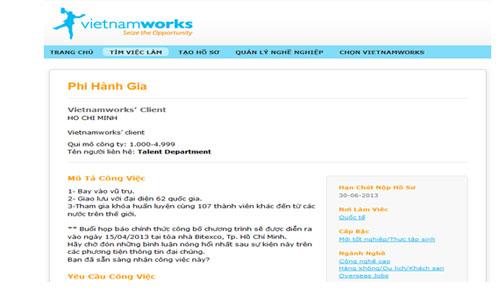 vietnamworks
Seize the Opportunity
TRANG CHỦ TÌM VIỆC LÀM TẠO HỒ SƠ QUẢN LÝ NGHỀ NGHIỆP CHỌN VIETNAMWORKS
Phi Hành Gia
Vietnamworks' Client
HO CHI MINH
Vietnamworks' client
Qui mô công ty: 1.000-4.999
Tên người liên hệ: Talent Department
Mô Tả Công Việc
1- Bay vào vũ trụ.
2- Giao lưu với đại diện 62 quốc gia.
3-Tham gia khóa huấn luyện cùng 107 thành viên khác đến từ các
nước trên thế giới.
** Buổi họp báo chính thức công bố chương trình sẽ được diễn ra
vào ngày 15/04/2013 tại tòa nhà Bitexco, Tp. Hồ Chí Minh.
Hãy chờ đón những bình luận nóng hổi nhất sau sự kiện này trên
các phương tiện thông tin đại chúng.
Bạn đã sẵn sàng nhận công việc này?
Yêu Cầu Công Việc
Hạn Chót Nộp Hồ Sơ
30-06-2013
Nơi Làm Việc
Quốc tế
Cấp Bậc
Mới tốt nghiệp/Thực tập sinh
Ngành Nghề
Công nghệ cao
Hàng không/Du lịch/Khách sạn
Overseas Jobs